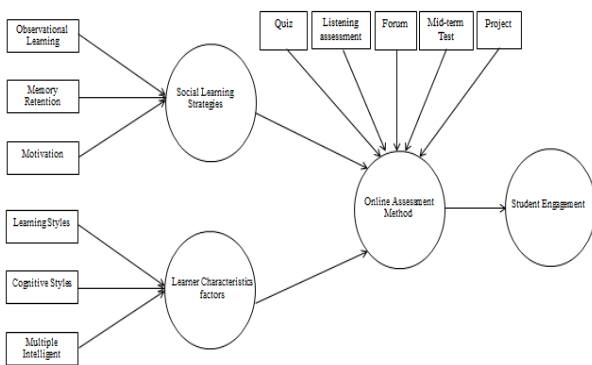 Observational
Learning
Memory
Retention
Motivation
Social Learning
Strategies
Quiz
Listening
assessment
Forum
Mid-term
Test
Project
Online Assessment
Method
Student Engagement
Learning Styles
Cognitive Styles
Multiple
Intelligent
Learner Characteristics
factors